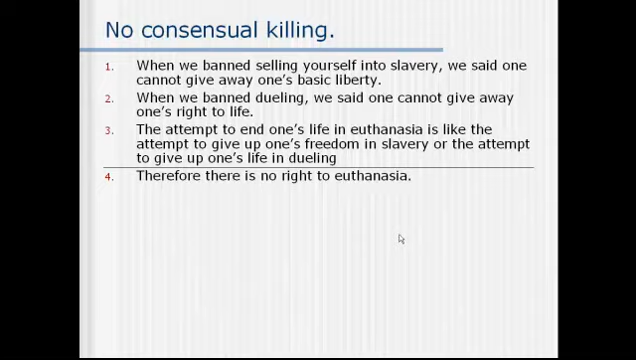 No consensual killing.
1. When we banned selling yourself into slavery, we said one
cannot give away one's basic liberty.
2. When we banned dueling, we said one cannot give away
one's right to life.
3. The attempt to end one's life in euthanasia is like the
attempt to give up one's freedom in slavery or the attempt
to give up one's life in dueling
4. Therefore there is no right to euthanasia.